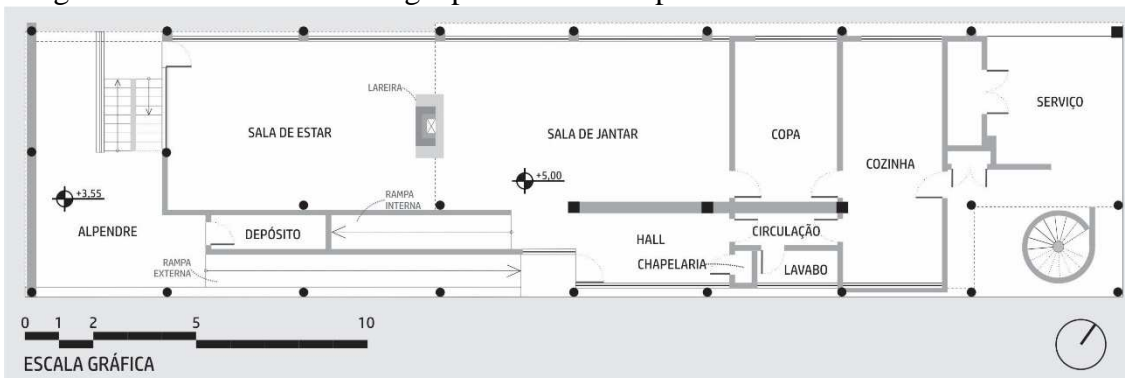 LAREIRA
SERVIÇO
SALA DE ESTAR
SALA DE JANTAR
COPA
COZINHA
+3,55
+5,00
RAMPA
INTERNA
ALPENDRE
DEPÓSITO
HALL
CIRCULAÇÃO
RAMPA
EXTERNA
CHAPELARIA
LAVABO
0 1 2 5 10
ESCALA GRÁFICA